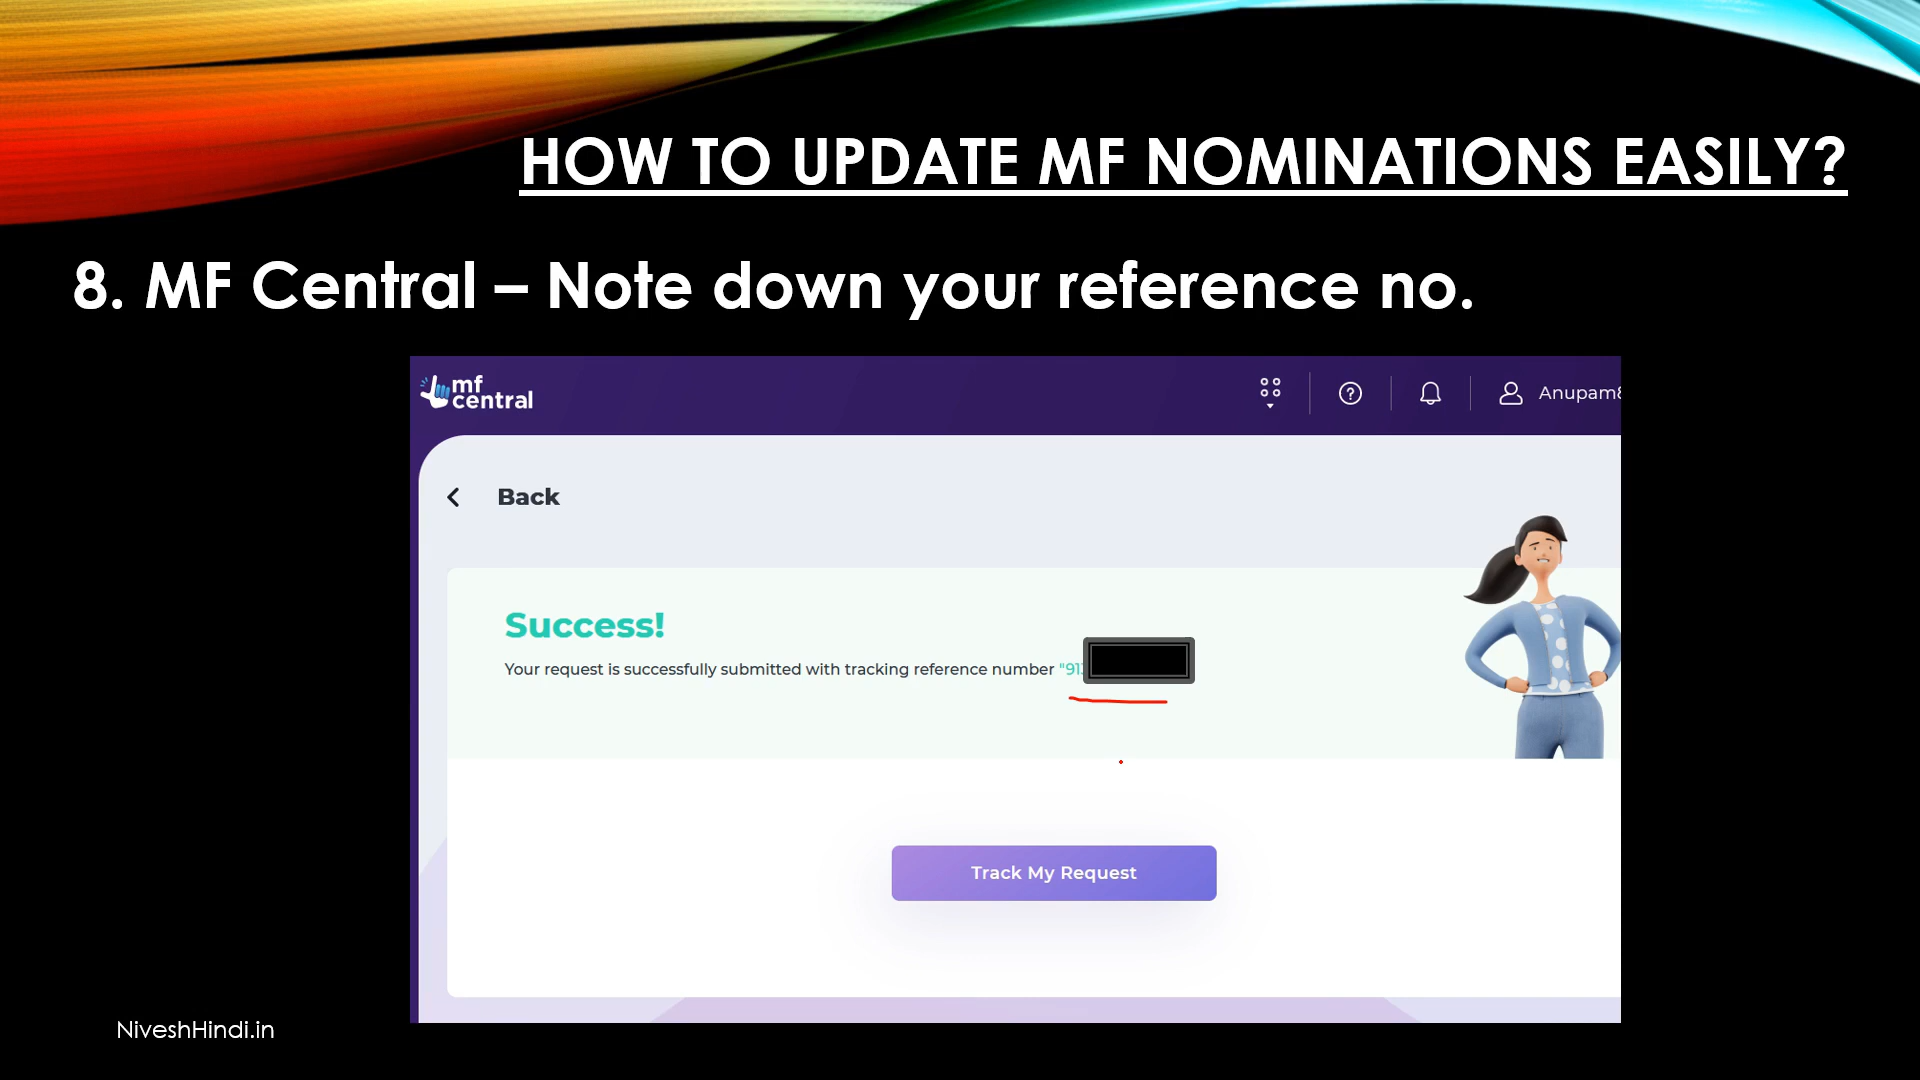 HOW TO UPDATE MF NOMINATIONS EASILY?
8. MF Central – Note down your reference no.
mf
central
Back
Success!
Your request is successfully submitted with tracking reference number "91
Track My Request
NiveshHindi.in